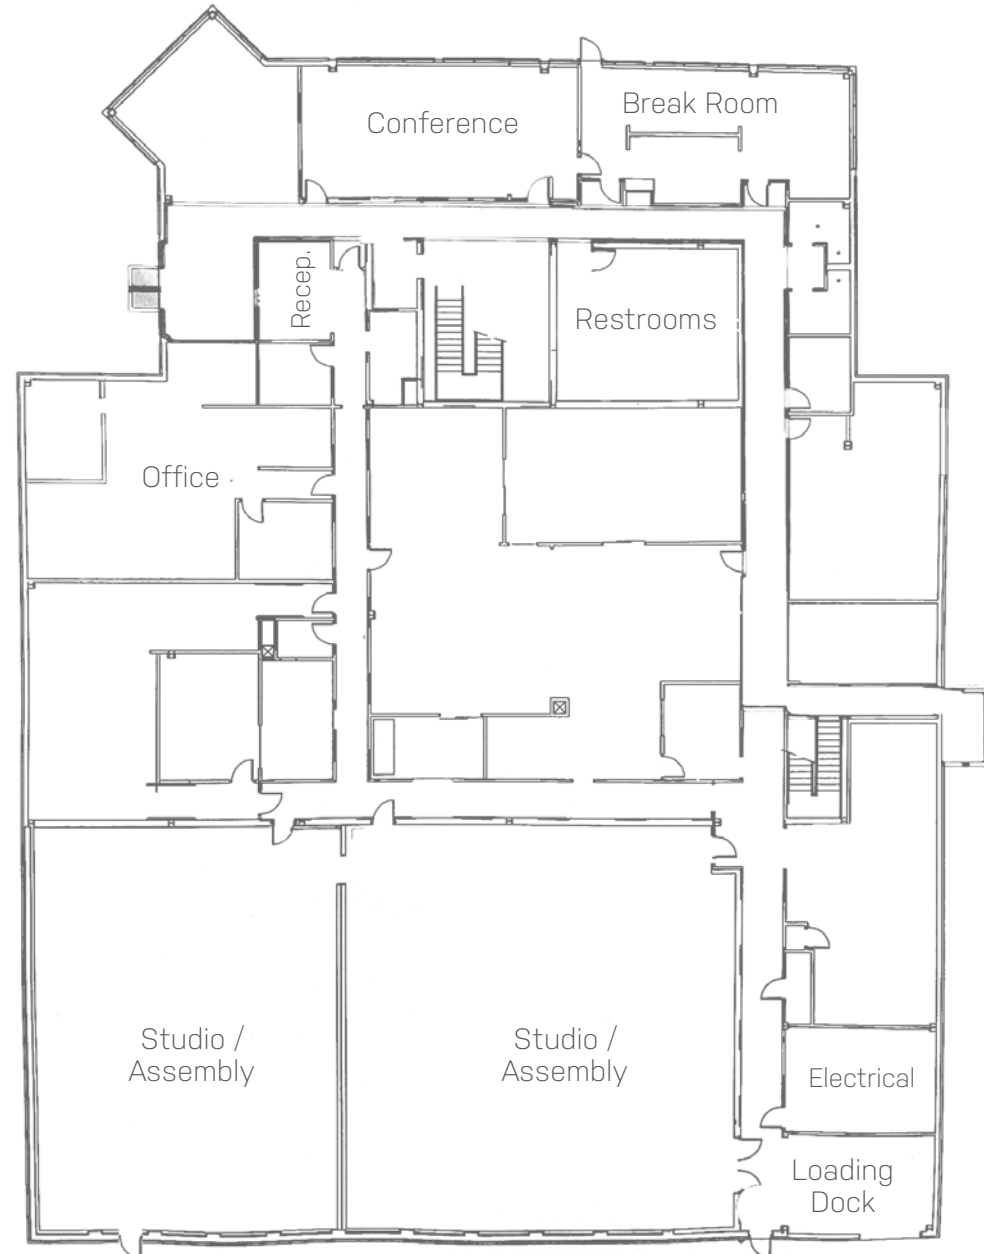 Break Room
Conference
Recep.
Restrooms
Office
Studio /
Assembly
Studio /
Assembly
Electrical
Loading
Dock